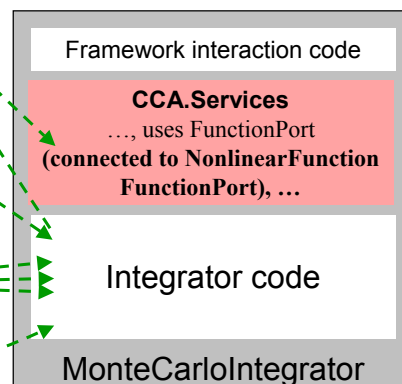 Framework interaction code
CCA.Services
…, uses FunctionPort
(connected to NonlinearFunction
FunctionPort), …
Integrator code
MonteCarloIntegrator